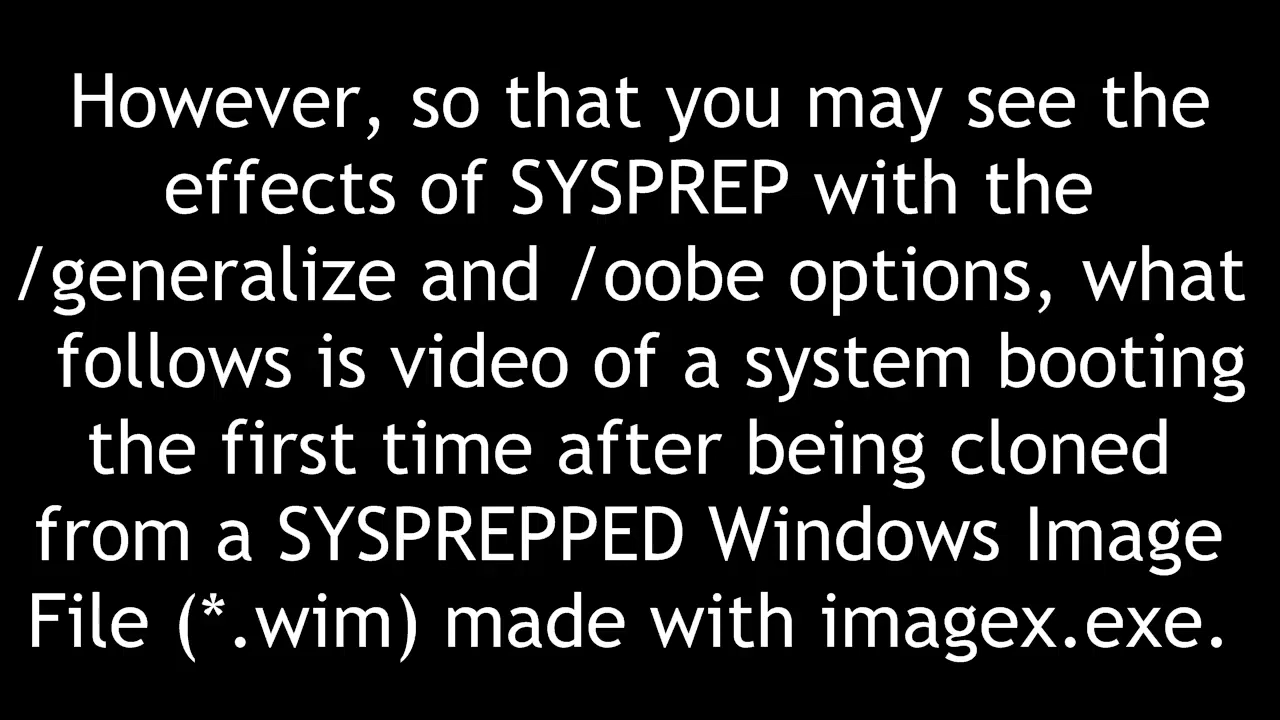 However, so that you may see the
effects of SYSPREP with the
/generalize and /oobe options, what
follows is video of a system booting
the first time after being cloned
from a SYSPREPPED Windows Image
File (*.wim) made with imagex.exe.